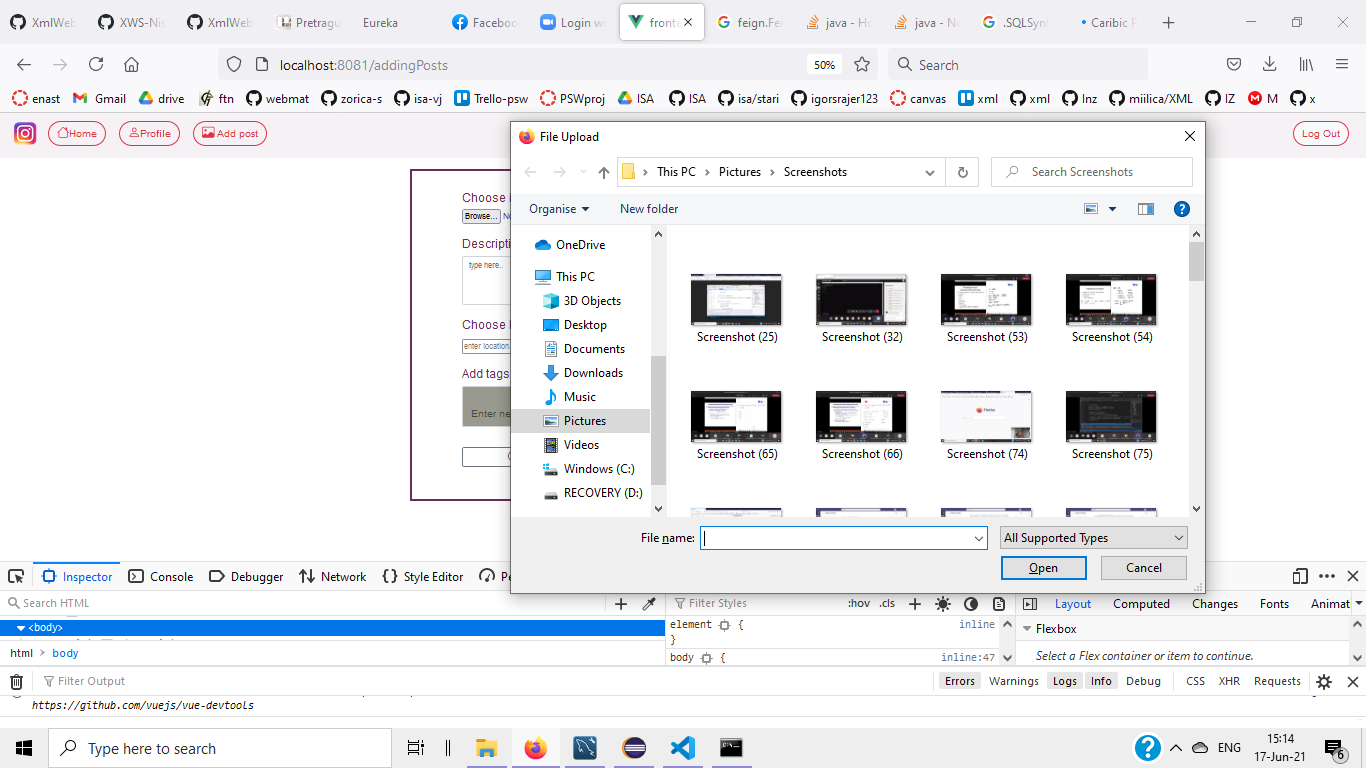 XmlWeb
XWS-Nis
XmlWeb
Pretragu
Eureka
Faceboo
Login wi
fronte
feign.Fei
java - Ho
java - Ne
.SQLSynt
Caribic P
localhost:8081/addingPosts
50%
Search
enast
Gmail
drive
ftn
webmat
zorica-s
isa-vj
Trello-psw
PSWproj
ISA
ISA
isa/stari
igorsrajer123
canvas
xml
xml
Inz
miilica/XML
IZ
M
x
Home
Profile
Add post
Log Out
Choose
Browse...
Descripti
type here..
Choose
enter location
Add tags
Enter ne
File Upload
This PC
Pictures
Screenshots
Search Screenshots
Organise
New folder
OneDrive
This PC
3D Objects
Desktop
Documents
Downloads
Music
Pictures
Videos
Windows (C:)
RECOVERY (D:)
Screenshot (25)
Screenshot (32)
Screenshot (53)
Screenshot (54)
Screenshot (65)
Screenshot (66)
Screenshot (74)
Screenshot (75)
File name:
All Supported Types
Open
Cancel
Inspector
Console
Debugger
Network
Style Editor
Pe
Search HTML
Filter Styles
:hov .cls
Layout
Computed
Changes
Fonts
Animat
<body>
element {
inline
}
body {
inline:47
Flexbox
Select a Flex container or item to continue.
html
body
Filter Output
Errors
Warnings
Logs
Info
Debug
CSS
XHR
Requests
https://github.com/vuejs/vue-devtools
Type here to search
ENG
15:14
17-Jun-21
6